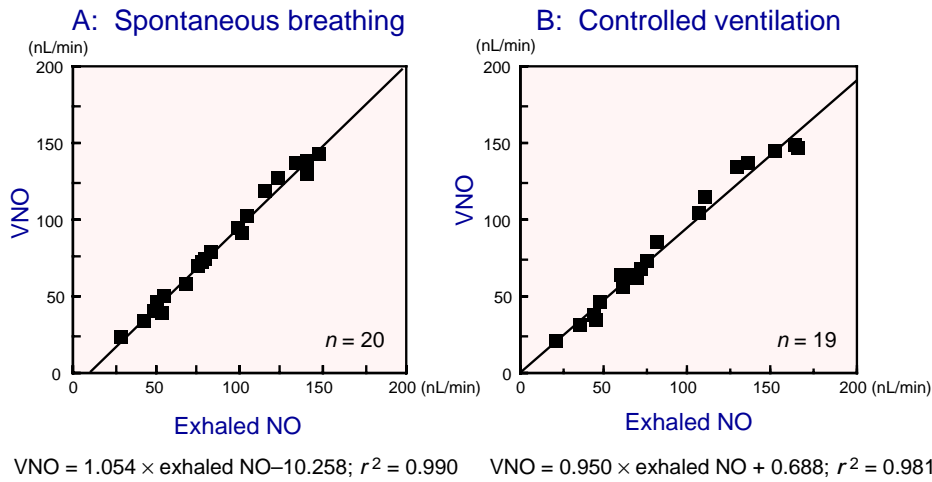 A: Spontaneous breathing
(nL/min)
200
150
100
50
0
VNO
n = 20
0 50 100 150 200 (nL/min)
Exhaled NO
VNO = 1.054 × exhaled NO–10.258; r² = 0.990
B: Controlled ventilation
(nL/min)
200
150
100
50
0
VNO
n = 19
0 50 100 150 200 (nL/min)
Exhaled NO
VNO = 0.950 × exhaled NO + 0.688; r² = 0.981